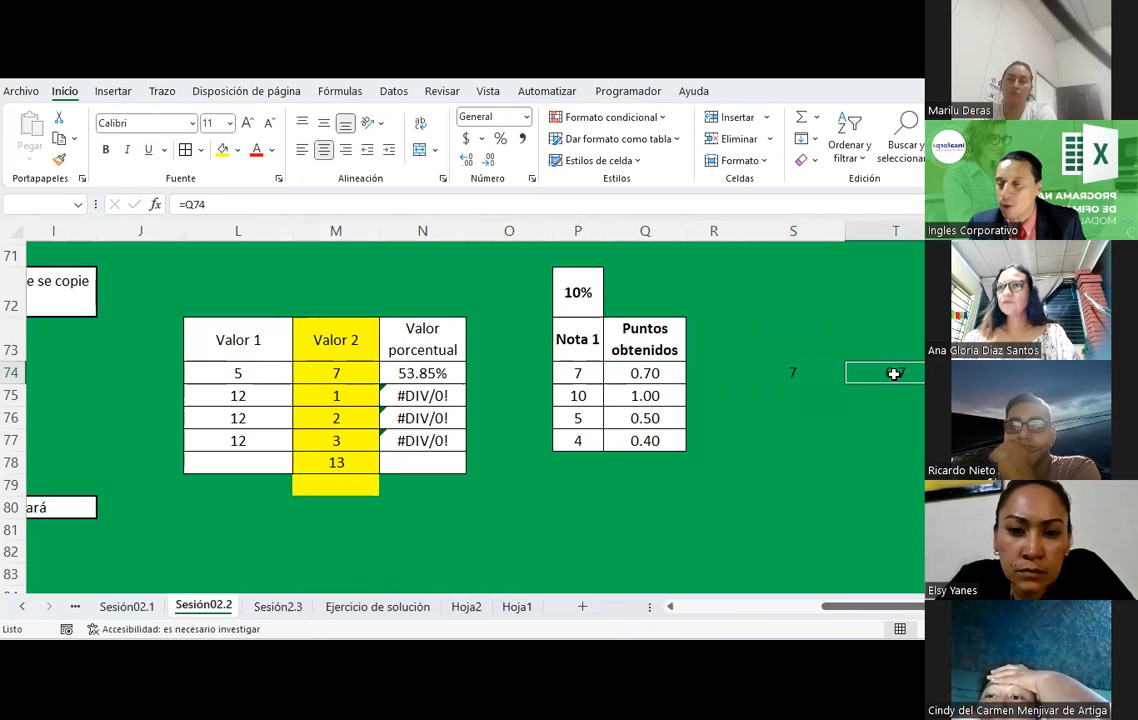 Archivo Inicio Insertar Trazo Disposición de página Fórmulas Datos Revisar Vista Automatizar Programador Ayuda
Pegar
Calibri 11
N K S
General
$ % ,
Formato condicional
Dar formato como tabla
Estilos de celda
Insertar
Eliminar
Formato
Ordenar y filtrar
Buscar y seleccionar
Portapapeles Fuente Alineación Número Estilos Celdas Edición
fx =Q74
I J L M N O P Q R S T
71
72 e se copie 10%
73 Valor 1 Valor 2 Valor porcentual Nota 1 Puntos obtenidos
74 5 7 53.85% 7 0.70 7
75 12 1 #DIV/0! 10 1.00
76 12 2 #DIV/0! 5 0.50
77 12 3 #DIV/0! 4 0.40
78 13
79
80 ará
81
82
83
Sesión02.1 Sesión02.2 Sesión2.3 Ejercicio de solución Hoja2 Hoja1
Listo Accesibilidad: es necesario investigar
Marilu Deras
Ingles Corporativo
Ana Gloria Diaz Santos
Ricardo Nieto
Elsy Yanes
Cindy del Carmen Menjivar de Artiga